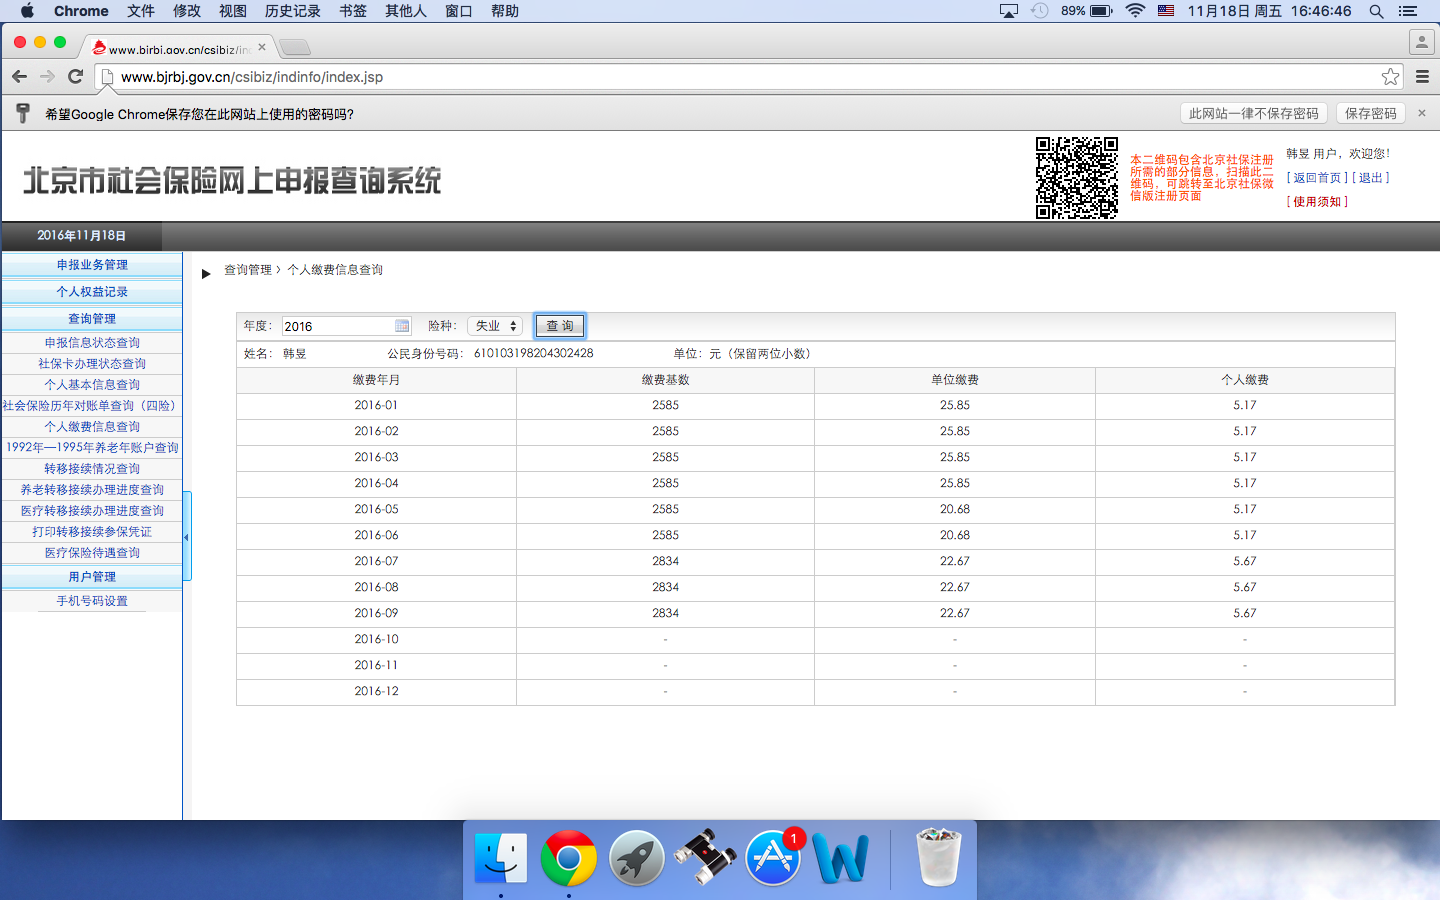 Chrome 文件 修改 视图 历史记录 书签 其他人 窗口 帮助 89% 11月18日 周五 16:46:46
www.bjrbj.gov.cn/csibiz/in
www.bjrbj.gov.cn/csibiz/indinfo/index.jsp
希望Google Chrome保存您在此网站上使用的密码吗? 此网站一律不保存密码 保存密码 ×
北京市社会保险网上申报查询系统
本二维码包含北京社保注册
所需的部分信息，扫描此二
维码，可跳转至北京社保微
信版注册页面
韩昱 用户，欢迎您!
[ 返回首页 ] [ 退出 ]
[ 使用须知 ]
2016年11月18日
申报业务管理
个人权益记录
查询管理
申报信息状态查询
社保卡办理状态查询
个人基本信息查询
社会保险历年对账单查询（四险）
个人缴费信息查询
1992年—1995年养老年账户查询
转移接续情况查询
养老转移接续办理进度查询
医疗转移接续办理进度查询
打印转移接续参保凭证
医疗保险待遇查询
用户管理
手机号码设置
查询管理 > 个人缴费信息查询
年度： 2016 险种： 失业 查 询
姓名： 韩昱 公民身份号码： 610103198204302428 单位：元（保留两位小数）
缴费年月 缴费基数 单位缴费 个人缴费
2016-01 2585 25.85 5.17
2016-02 2585 25.85 5.17
2016-03 2585 25.85 5.17
2016-04 2585 25.85 5.17
2016-05 2585 20.68 5.17
2016-06 2585 20.68 5.17
2016-07 2834 22.67 5.67
2016-08 2834 22.67 5.67
2016-09 2834 22.67 5.67
2016-10 - - -
2016-11 - - -
2016-12 - - -
1